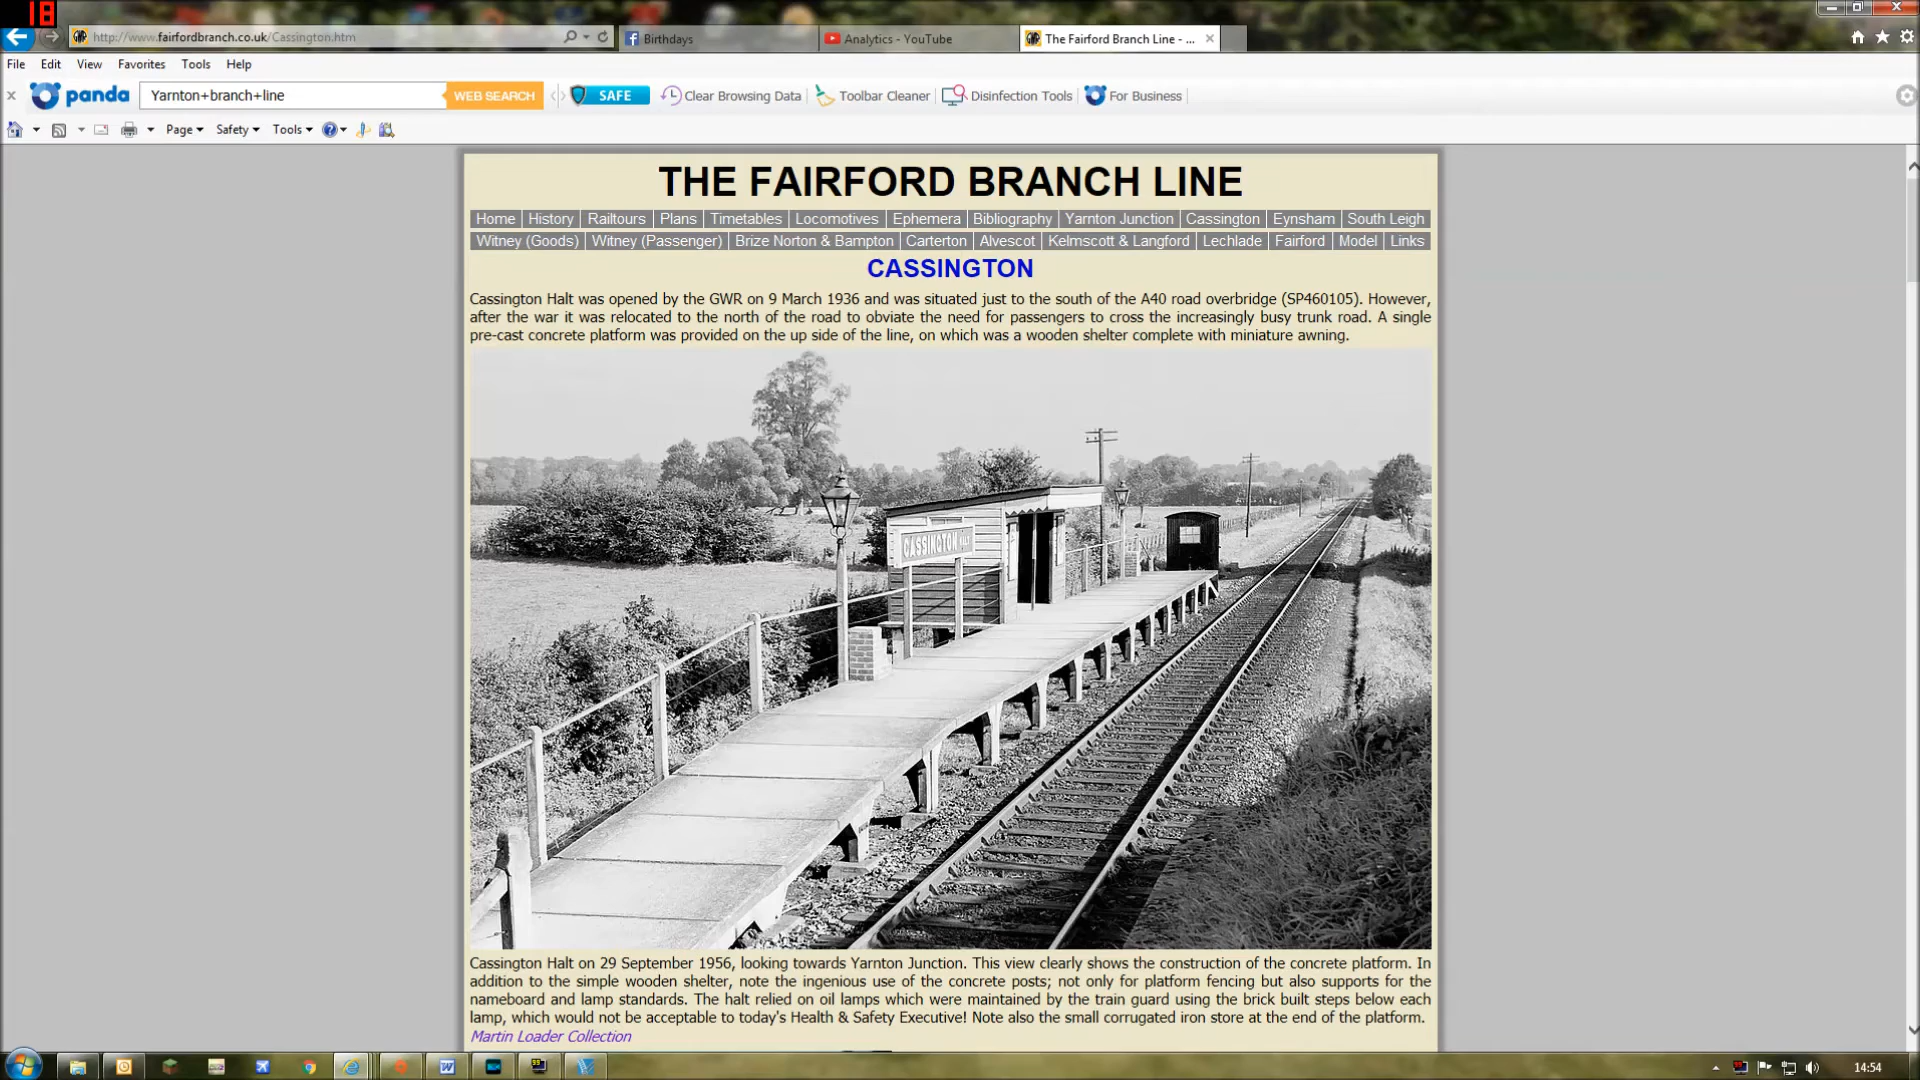 18
http://www.fairfordbranch.co.uk/Cassington.htm
Birthdays
Analytics - YouTube
The Fairford Branch Line - ...
File Edit View Favorites Tools Help
panda
Yarnton+branch+line
WEB SEARCH
SAFE
Clear Browsing Data
Toolbar Cleaner
Disinfection Tools
For Business
Page Safety Tools
THE FAIRFORD BRANCH LINE
Home History Railtours Plans Timetables Locomotives Ephemera Bibliography Yarnton Junction Cassington Eynsham South Leigh
Witney (Goods) Witney (Passenger) Brize Norton & Bampton Carterton Alvescot Kelmscott & Langford Lechlade Fairford Model Links
CASSINGTON
Cassington Halt was opened by the GWR on 9 March 1936 and was situated just to the south of the A40 road overbridge (SP460105). However,
after the war it was relocated to the north of the road to obviate the need for passengers to cross the increasingly busy trunk road. A single
pre-cast concrete platform was provided on the up side of the line, on which was a wooden shelter complete with miniature awning.
CASSINGTON HALT
Cassington Halt on 29 September 1956, looking towards Yarnton Junction. This view clearly shows the construction of the concrete platform. In
addition to the simple wooden shelter, note the ingenious use of the concrete posts; not only for platform fencing but also supports for the
nameboard and lamp standards. The halt relied on oil lamps which were maintained by the train guard using the brick built steps below each
lamp, which would not be acceptable to today's Health & Safety Executive! Note also the small corrugated iron store at the end of the platform.
Martin Loader Collection
14:54